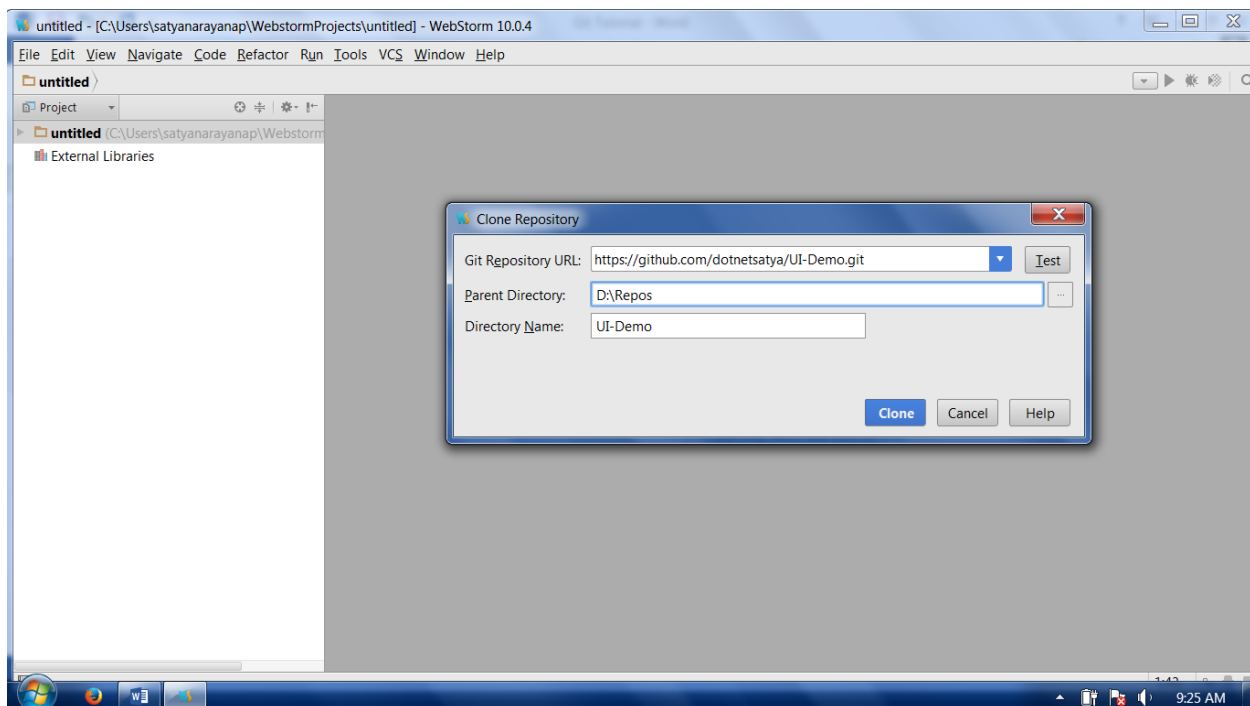 untitled - [C:\Users\satyanarayanap\WebstormProjects\untitled] - WebStorm 10.0.4
File Edit View Navigate Code Refactor Run Tools VCS Window Help
untitled
Project
untitled (C:\Users\satyanarayanap\Webstorm
External Libraries
Clone Repository
Git Repository URL: https://github.com/dotnetsatya/UI-Demo.git Test
Parent Directory: D:\Repos ...
Directory Name: UI-Demo
Clone Cancel Help
9:25 AM